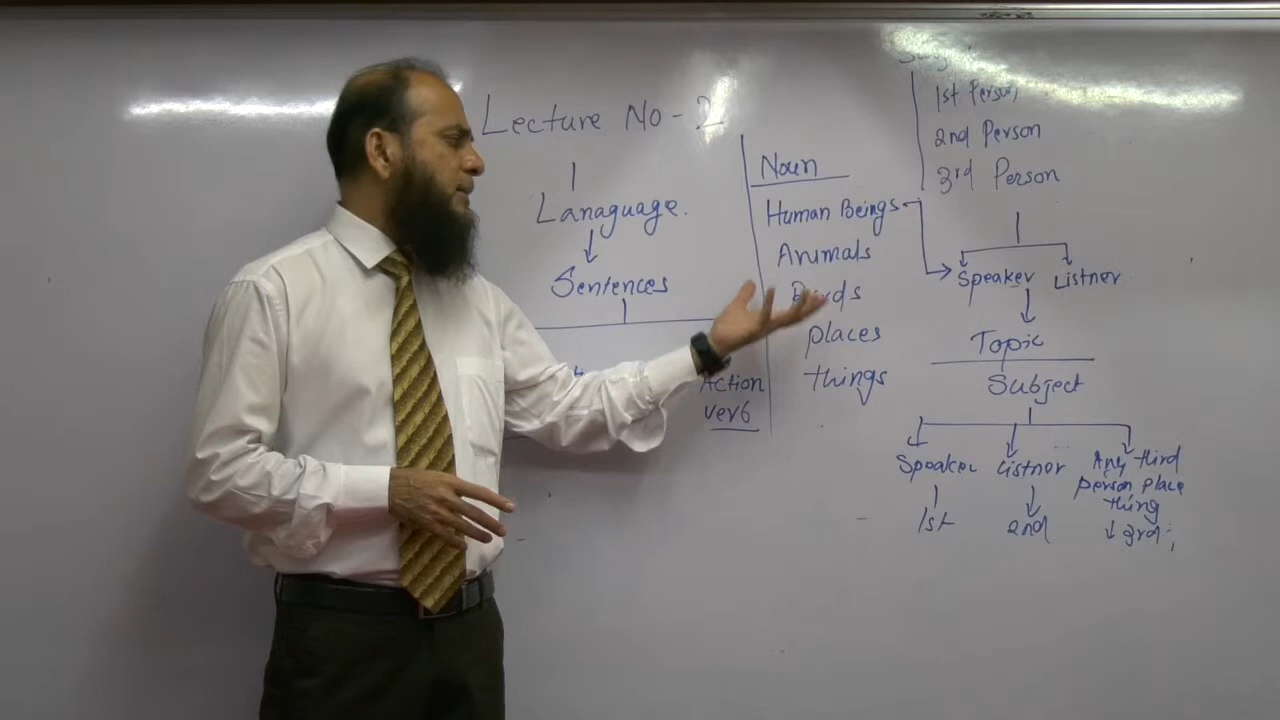 Lecture No - 2
Lanaguage.
Sentences
Action
verb
Noun
Human Beings
Animals
Birds
places
things
1st Person
2nd Person
3rd Person
Speaker Listner
Topic
Subject
Speaker Listner Any third
person place
thing
1st 2nd 3rd